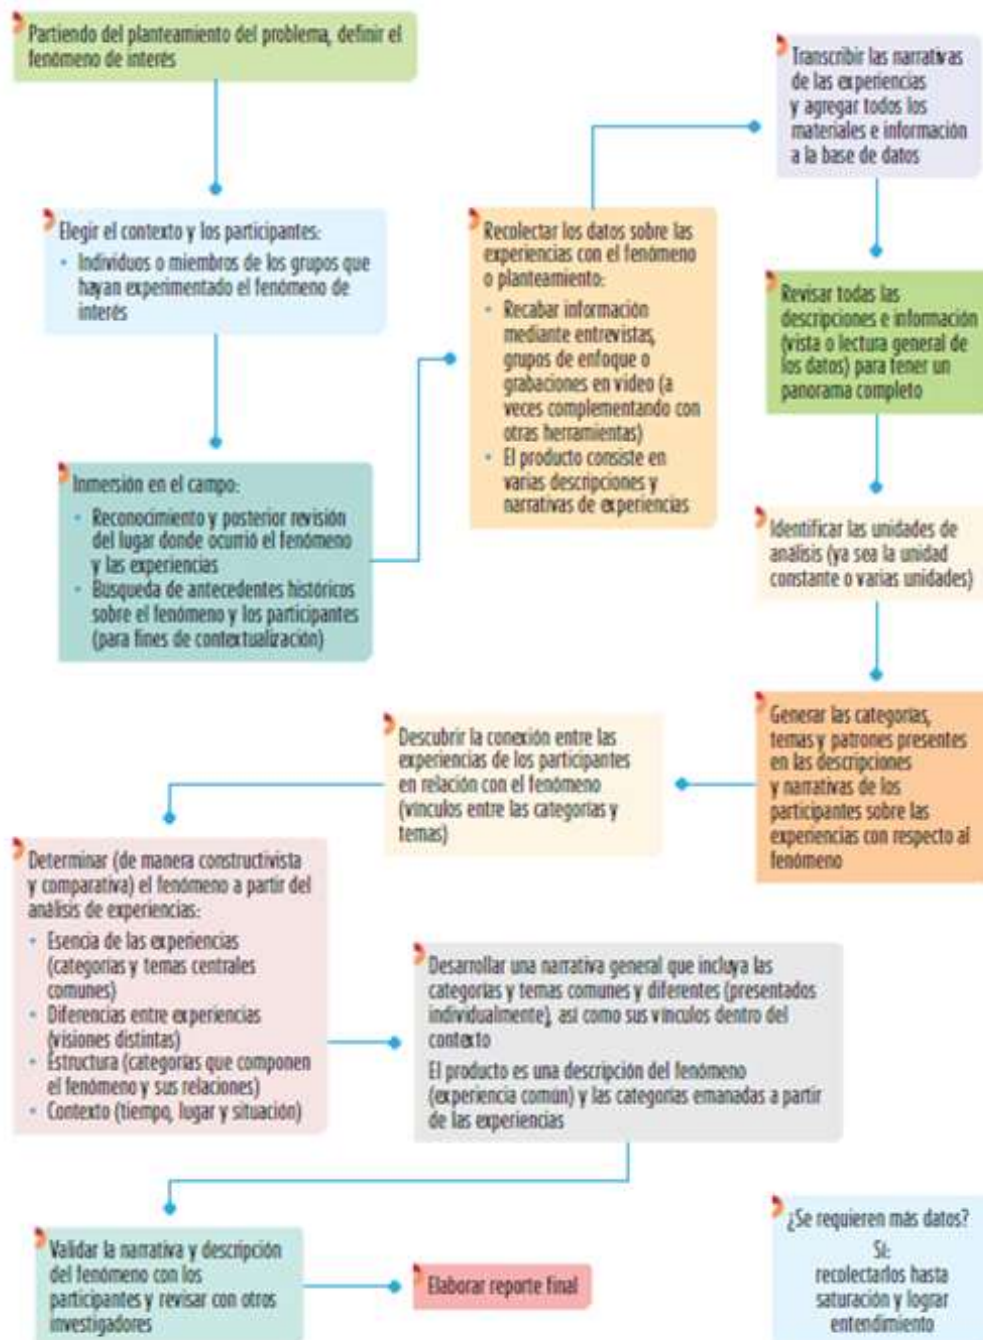 Partiendo del planteamiento del problema, definir el
fenómeno de interés
Elegir el contexto y los participantes:
• Individuos o miembros de los grupos que
hayan experimentado el fenómeno de
interés
Inmersión en el campo:
• Reconocimiento y posterior revisión
del lugar donde ocurrió el fenómeno
y las experiencias
• Búsqueda de antecedentes históricos
sobre el fenómeno y los participantes
(para fines de contextualización)
Recolectar los datos sobre las
experiencias con el fenómeno
o planteamiento:
• Recabar información
mediante entrevistas,
grupos de enfoque o
grabaciones en video (a
veces complementando con
otras herramientas)
• El producto consiste en
varias descripciones y
narrativas de experiencias
Transcribir las narrativas
de las experiencias
y agregar todos los
materiales e información
a la base de datos
Revisar todas las
descripciones e información
(vista o lectura general de
los datos) para tener un
panorama completo
Identificar las unidades de
análisis (ya sea la unidad
constante o varias unidades)
Generar las categorías,
temas y patrones presentes
en las descripciones
y narrativas de los
participantes sobre las
experiencias con respecto al
fenómeno
Descubrir la conexión entre las
experiencias de los participantes
en relación con el fenómeno
(vínculos entre las categorías y
temas)
Determinar (de manera constructivista
y comparativa) el fenómeno a partir del
análisis de experiencias:
• Esencia de las experiencias
(categorías y temas centrales
comunes)
• Diferencias entre experiencias
(visiones distintas)
• Estructura (categorías que componen
el fenómeno y sus relaciones)
• Contexto (tiempo, lugar y situación)
Desarrollar una narrativa general que incluya las
categorías y temas comunes y diferentes (presentados
individualmente), así como sus vínculos dentro del
contexto
El producto es una descripción del fenómeno
(experiencia común) y las categorías emanadas a partir
de las experiencias
Validar la narrativa y descripción
del fenómeno con los
participantes y revisar con otros
investigadores
Elaborar reporte final
¿Se requieren más datos?
Sí:
recolectarlos hasta
saturación y lograr
entendimiento